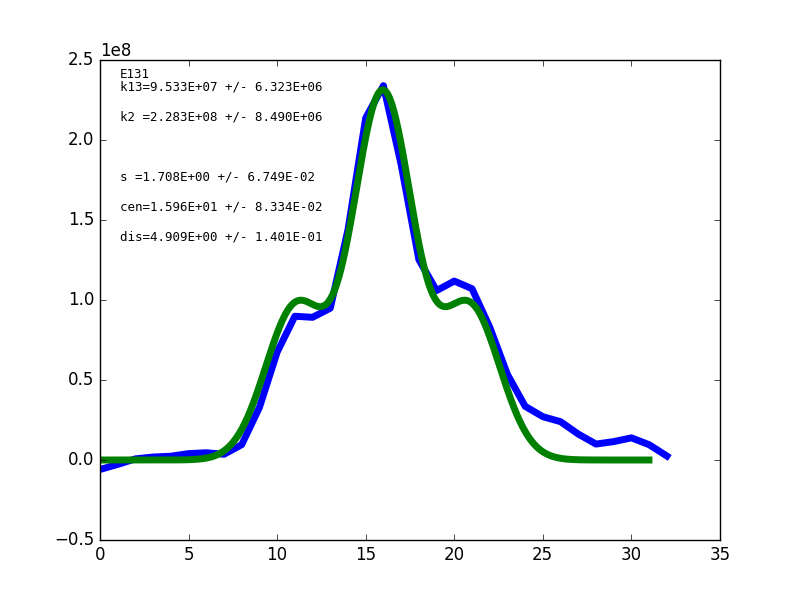 1e8
2.5
E131
k13=9.533E+07 +/- 6.323E+06
k2 =2.283E+08 +/- 8.490E+06
2.0
s =1.708E+00 +/- 6.749E-02
cen=1.596E+01 +/- 8.334E-02
1.5
dis=4.909E+00 +/- 1.401E-01
1.0
0.5
0.0
−0.5
0 5 10 15 20 25 30 35